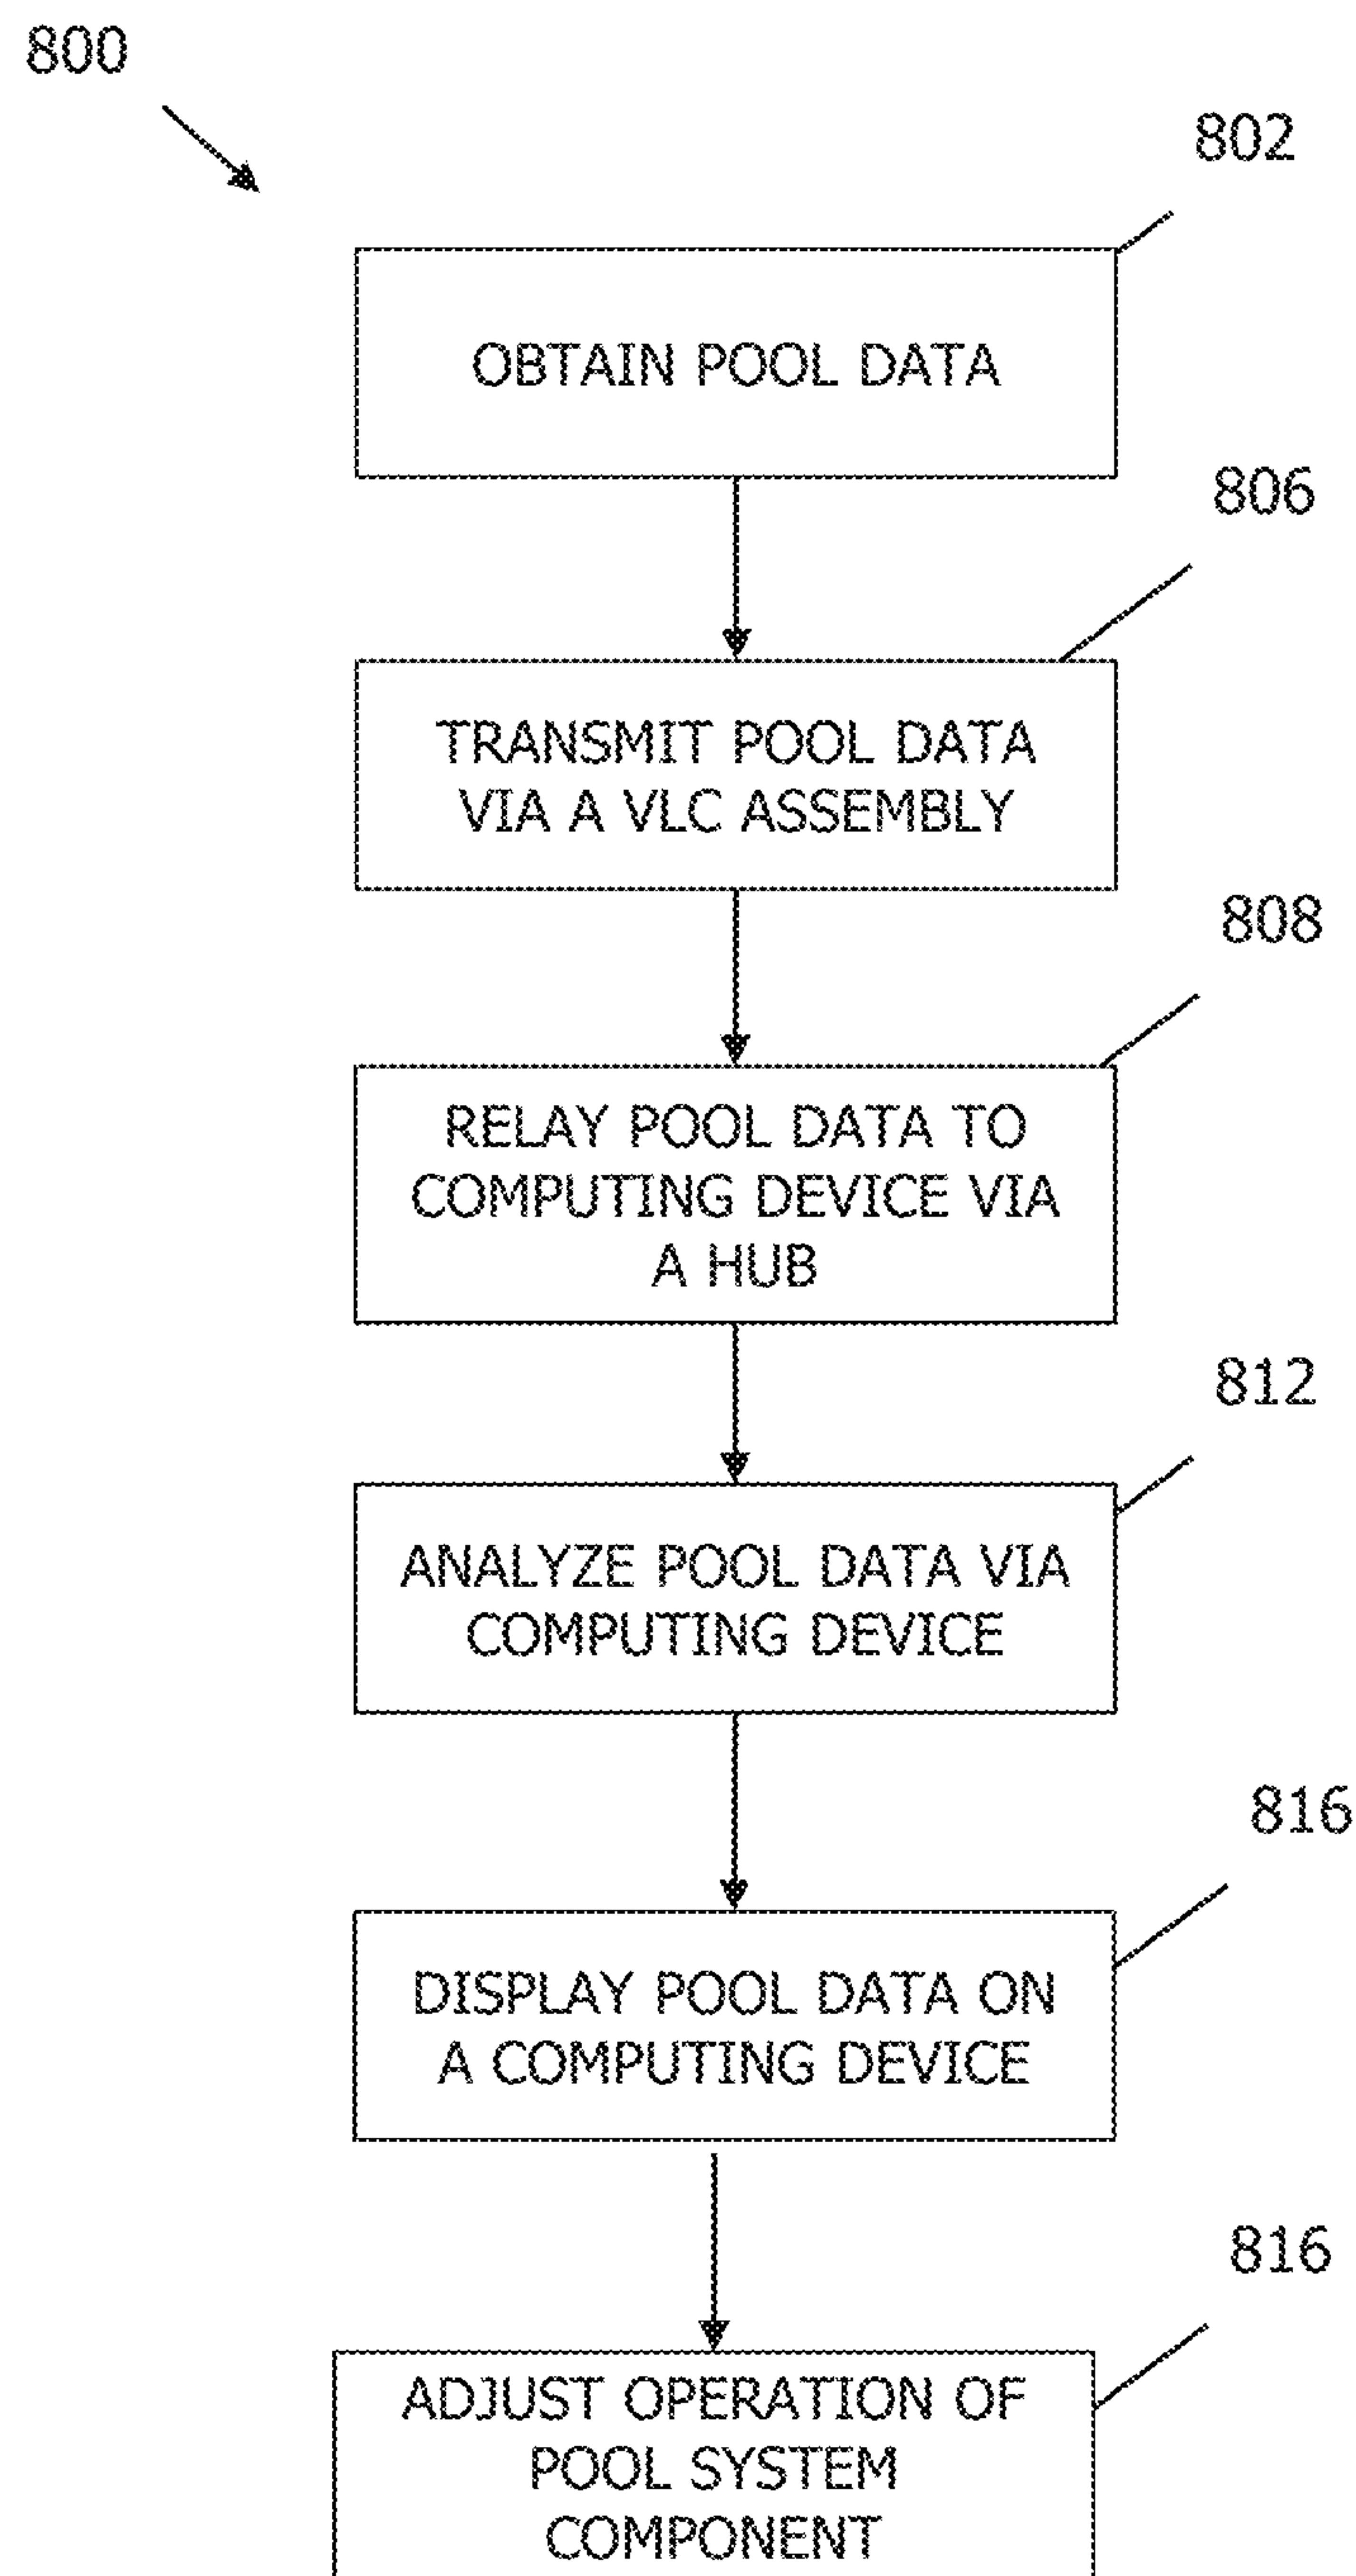 800
802
OBTAIN POOL DATA
806
TRANSMIT POOL DATA
VIA A VLC ASSEMBLY
808
RELAY POOL DATA TO
COMPUTING DEVICE VIA
A HUB
812
ANALYZE POOL DATA VIA
COMPUTING DEVICE
816
DISPLAY POOL DATA ON
A COMPUTING DEVICE
816
ADJUST OPERATION OF
POOL SYSTEM
COMPONENT